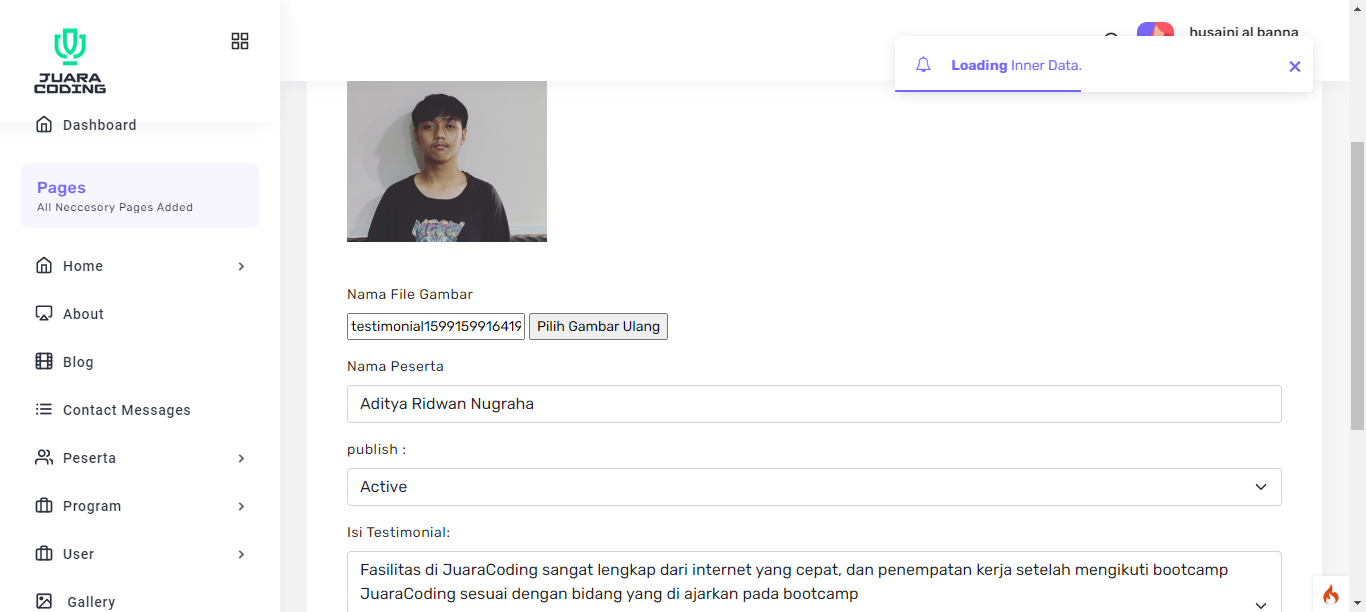 JUARA
CODING
husaini al banna
Loading Inner Data.
Dashboard
Pages
All Neccesory Pages Added
Home
About
Blog
Contact Messages
Peserta
Program
User
Gallery
Nama File Gambar
testimonial1599159916419
Pilih Gambar Ulang
Nama Peserta
Aditya Ridwan Nugraha
publish :
Active
Isi Testimonial:
Fasilitas di JuaraCoding sangat lengkap dari internet yang cepat, dan penempatan kerja setelah mengikuti bootcamp
JuaraCoding sesuai dengan bidang yang di ajarkan pada bootcamp